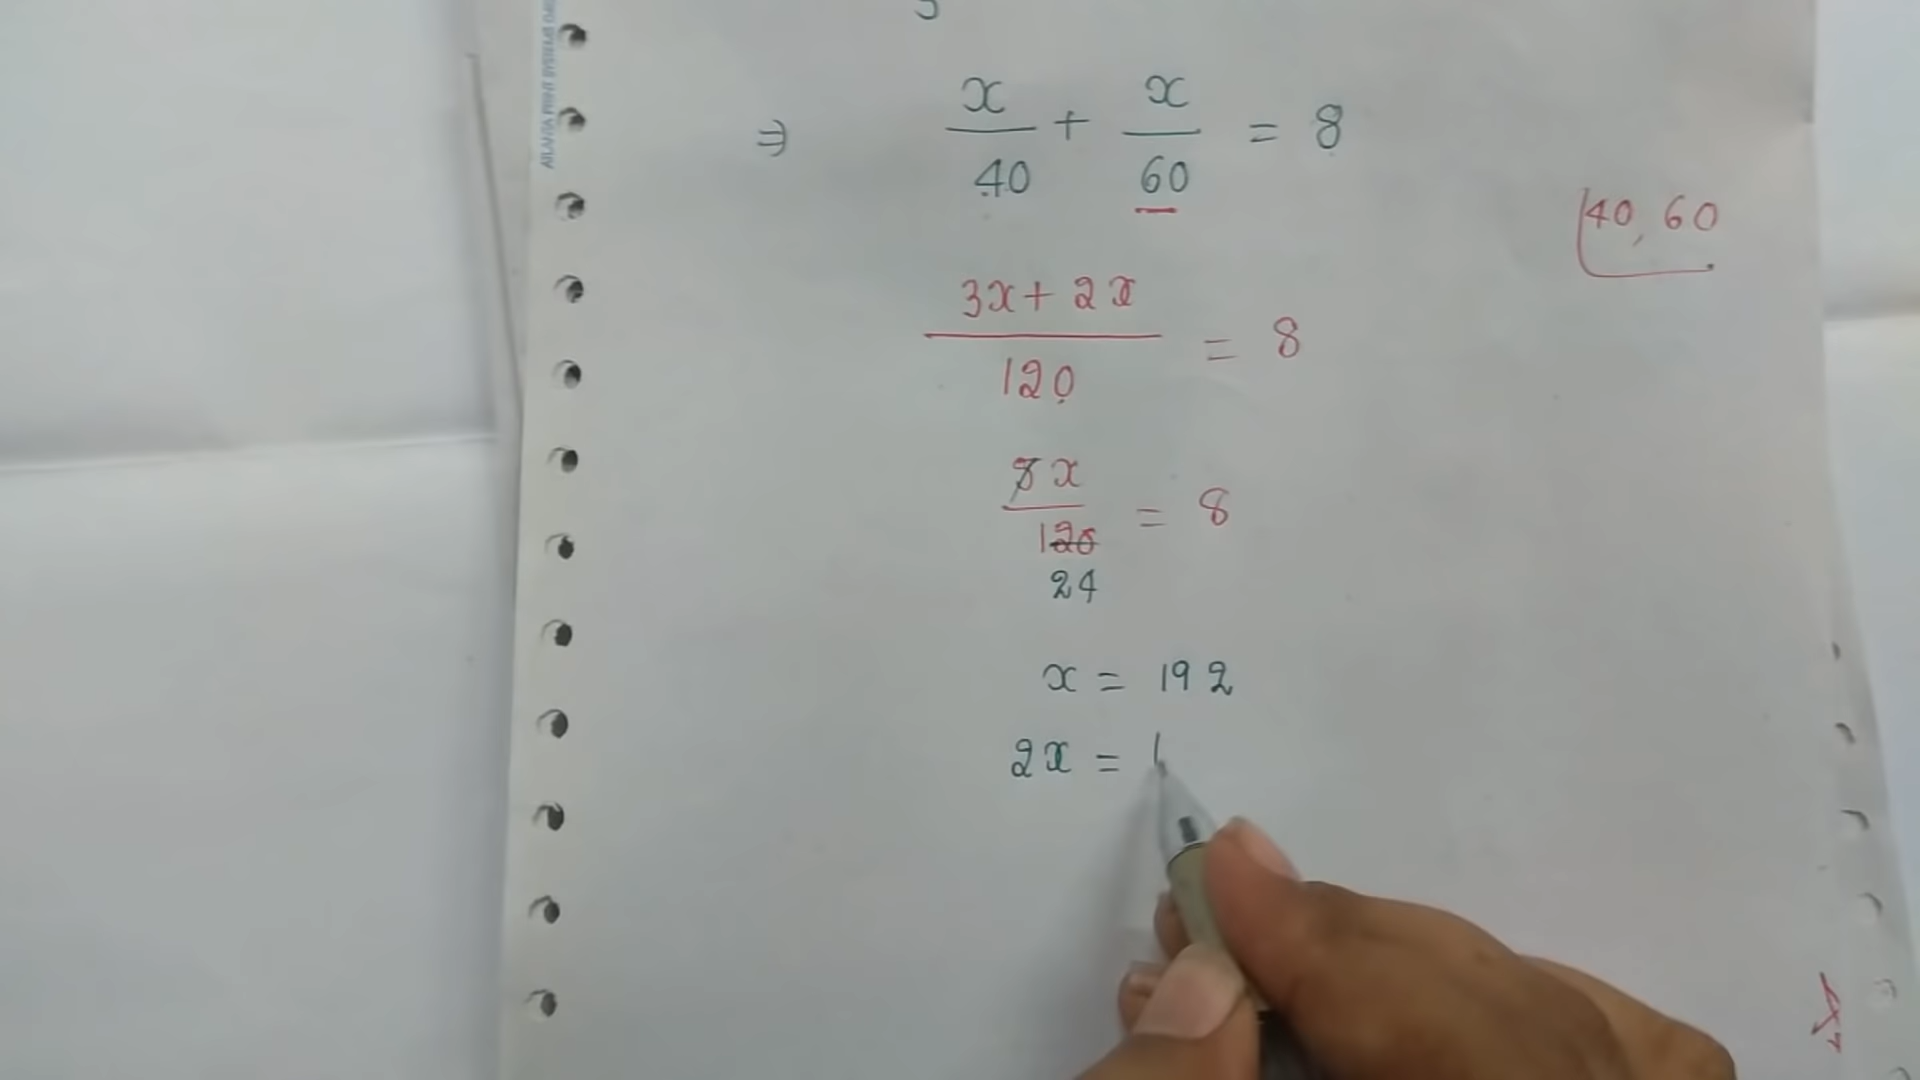 ⇒ x/40 + x/60 = 8
40, 60
3x + 2x/120 = 8
5x/120 = 8
24
x = 192
2x = 1